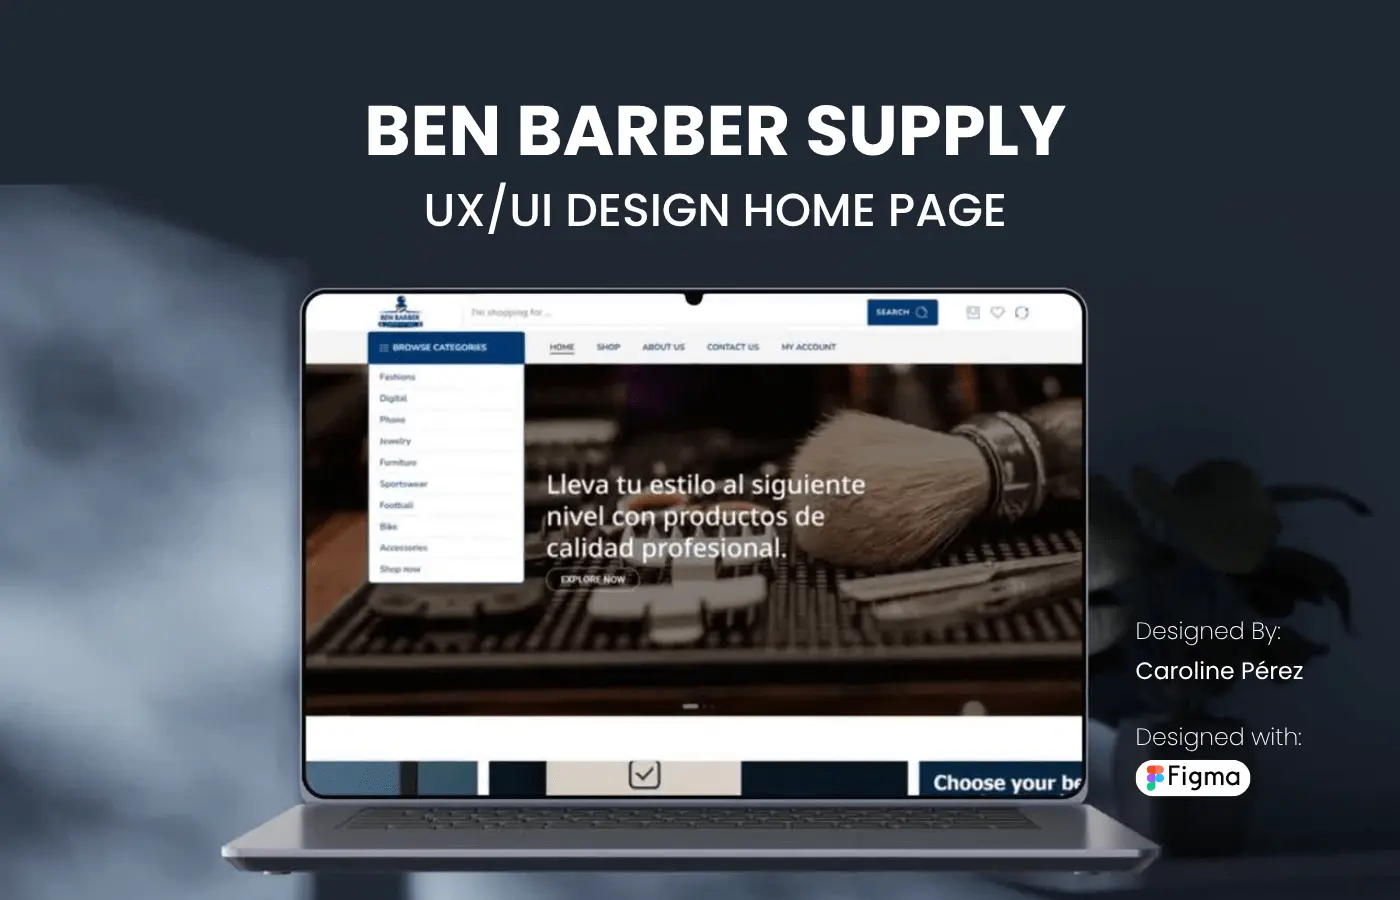 BEN BARBER SUPPLY
UX/UI DESIGN HOME PAGE
BEN BARBER
I'm shopping for...
SEARCH
BROWSE CATEGORIES
HOME
SHOP
ABOUT US
CONTACT US
MY ACCOUNT
Fashions
Digital
Phone
Jewelry
Furniture
Sportswear
Football
Bike
Accessories
Shop now
Lleva tu estilo al siguiente
nivel con productos de
calidad profesional.
EXPLORE NOW
Choose your be
Designed By:
Caroline Pérez
Designed with:
Figma